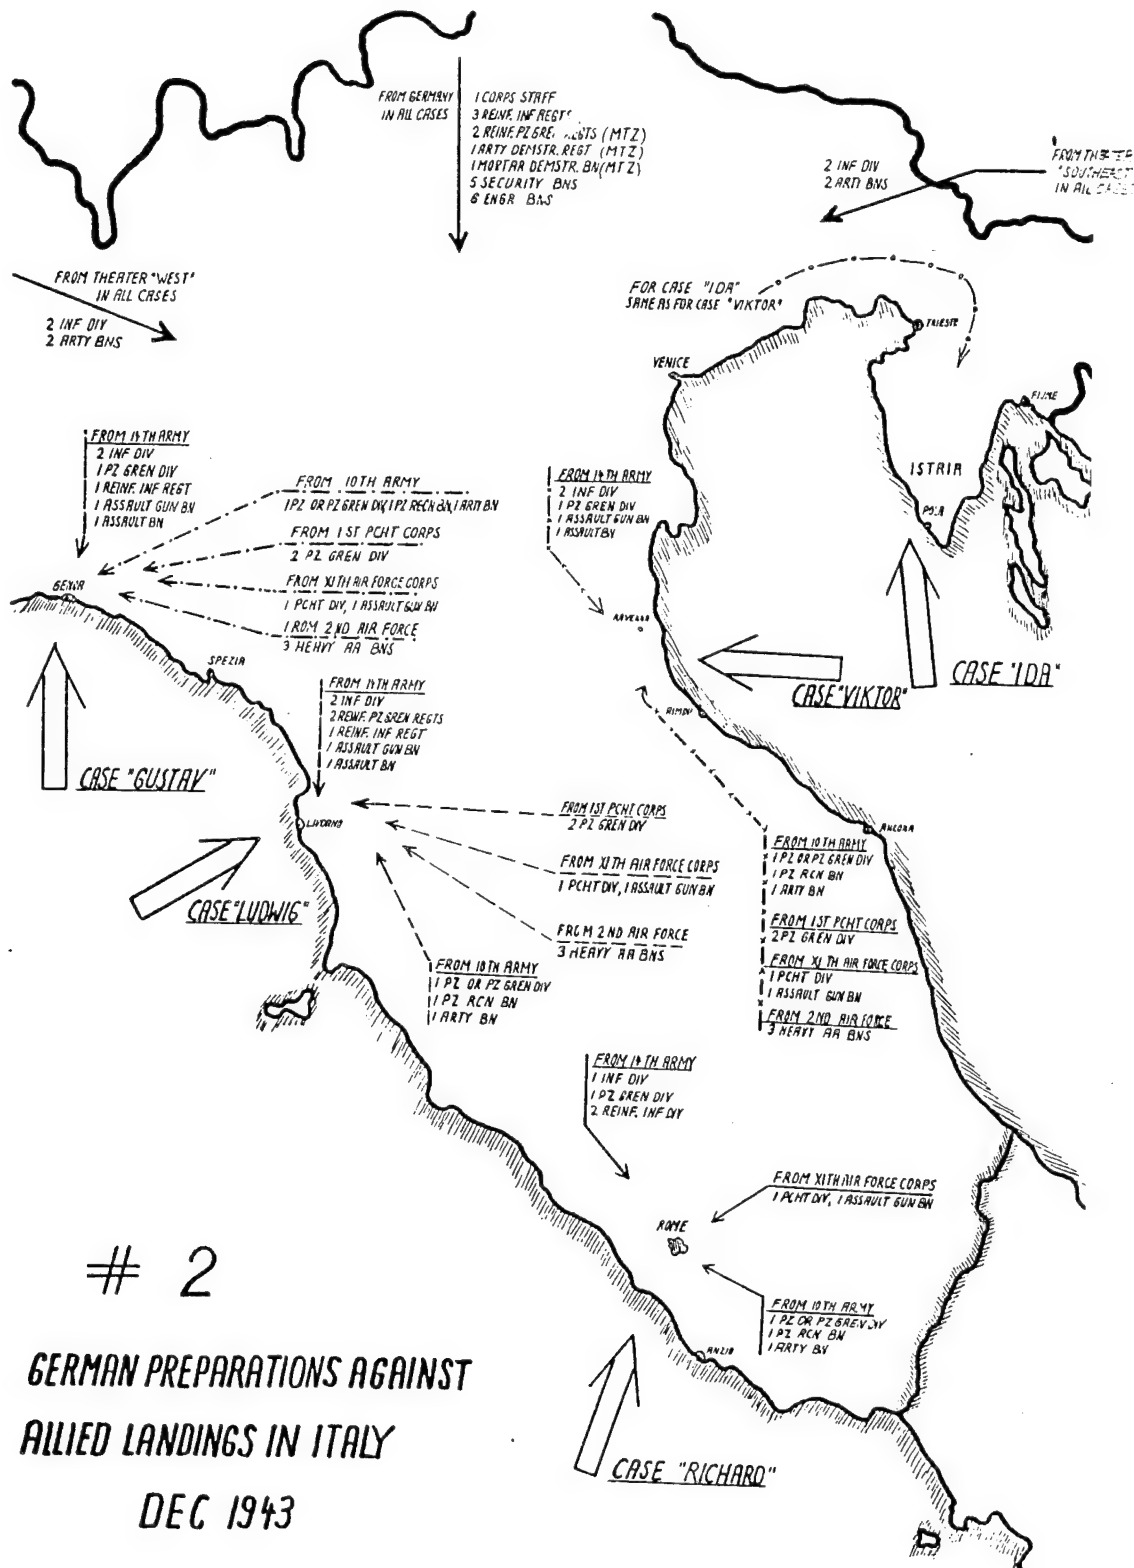 FROM GERMANY
IN ALL CASES
1 CORPS STAFF
3 REINF. INF REGTS
2 REINF. PZ GREN. REGTS (MTZ)
1 ARTY DEMSTR. REGT (MTZ)
1 MORTAR DEMSTR. BN (MTZ)
5 SECURITY BNS
6 ENGR BNS
2 INF DIV
2 ARTY BNS
FROM
"SOUTHEAST"
IN ALL CASES
FROM THEATER "WEST"
IN ALL CASES
2 INF DIV
2 ARTY BNS
FOR CASE "IDA"
SAME AS FOR CASE "VIKTOR"
TRIESTE
VENICE
FIUME
ISTRIA
POLA
FROM 14TH ARMY
2 INF DIV
1 PZ GREN DIV
1 REINF. INF REGT
1 ASSAULT GUN BN
1 ASSAULT BN
FROM 10TH ARMY
1 PZ OR PZ GREN DIV, 1 PZ RECN BN, 1 ARTY BN
FROM 1ST PCHT CORPS
2 PZ GREN DIV
FROM XITH AIR FORCE CORPS
1 PCHT DIV, 1 ASSAULT GUN BN
FROM 2ND AIR FORCE
3 HEAVY AA BNS
FROM 14TH ARMY
2 INF DIV
1 PZ GREN DIV
1 ASSAULT GUN BN
1 ASSAULT BN
GENUA
SPEZIA
RAVENNA
RIMINI
CASE "VIKTOR"
CASE "IDA"
CASE "GUSTAV"
FROM 14TH ARMY
2 INF DIV
2 REINF. PZ GREN REGTS
1 REINF. INF REGT
1 ASSAULT GUN BN
1 ASSAULT BN
LIVORNO
CASE "LUDWIG"
FROM 1ST PCHT CORPS
2 PZ GREN DIV
FROM XITH AIR FORCE CORPS
1 PCHT DIV, 1 ASSAULT GUN BN
FROM 2ND AIR FORCE
3 HEAVY AA BNS
FROM 10TH ARMY
1 PZ OR PZ GREN DIV
1 PZ RCN BN
1 ARTY BN
ANCONA
FROM 10TH ARMY
1 PZ OR PZ GREN DIV
1 PZ RCN BN
1 ARTY BN
FROM 1ST PCHT CORPS
2 PZ GREN DIV
FROM XITH AIR FORCE CORPS
1 PCHT DIV
1 ASSAULT GUN BN
FROM 2ND AIR FORCE
3 HEAVY AA BNS
FROM 14TH ARMY
1 INF DIV
1 PZ GREN DIV
2 REINF. INF DIV
FROM XITH AIR FORCE CORPS
1 PCHT DIV, 1 ASSAULT GUN BN
ROME
FROM 10TH ARMY
1 PZ OR PZ GREN DIV
1 PZ RCN BN
1 ARTY BN
ANZIO
CASE "RICHARD"
# 2
GERMAN PREPARATIONS AGAINST
ALLIED LANDINGS IN ITALY
DEC 1943